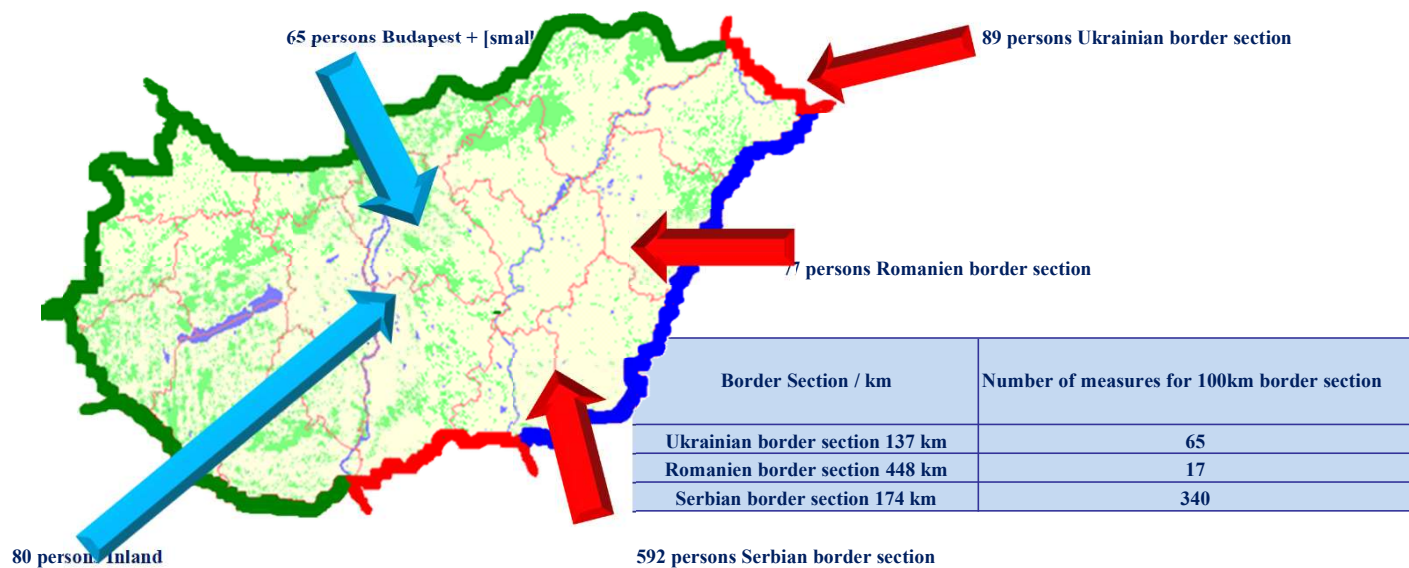 65 persons Budapest + [small
89 persons Ukrainian border section
77 persons Romanien border section
Border Section / km Number of measures for 100km border section
Ukrainian border section 137 km 65
Romanien border section 448 km 17
Serbian border section 174 km 340
80 persons Inland
592 persons Serbian border section